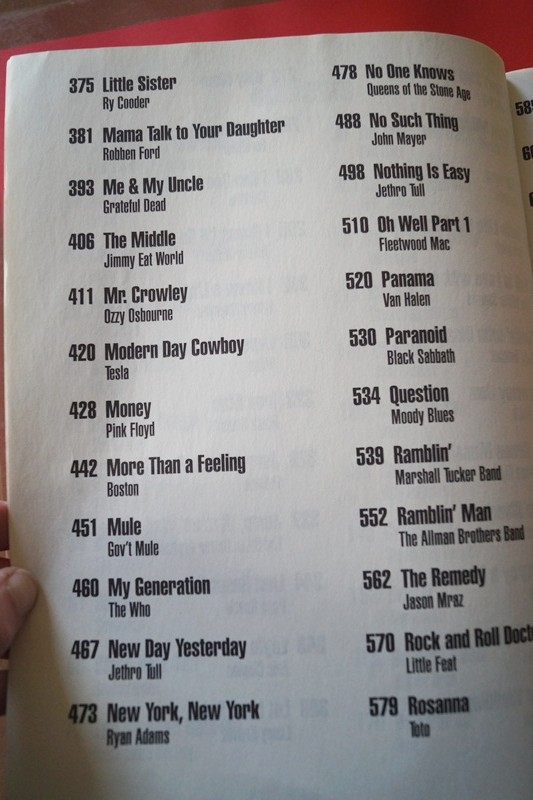 375 Little Sister
Ry Cooder
381 Mama Talk to Your Daughter
Robben Ford
393 Me & My Uncle
Grateful Dead
406 The Middle
Jimmy Eat World
411 Mr. Crowley
Ozzy Osbourne
420 Modern Day Cowboy
Tesla
428 Money
Pink Floyd
442 More Than a Feeling
Boston
451 Mule
Gov't Mule
460 My Generation
The Who
467 New Day Yesterday
Jethro Tull
473 New York, New York
Ryan Adams
478 No One Knows
Queens of the Stone Age
488 No Such Thing
John Mayer
498 Nothing Is Easy
Jethro Tull
510 Oh Well Part 1
Fleetwood Mac
520 Panama
Van Halen
530 Paranoid
Black Sabbath
534 Question
Moody Blues
539 Ramblin'
Marshall Tucker Band
552 Ramblin' Man
The Allman Brothers Band
562 The Remedy
Jason Mraz
570 Rock and Roll
Little Feat
579 Rosanna
Toto